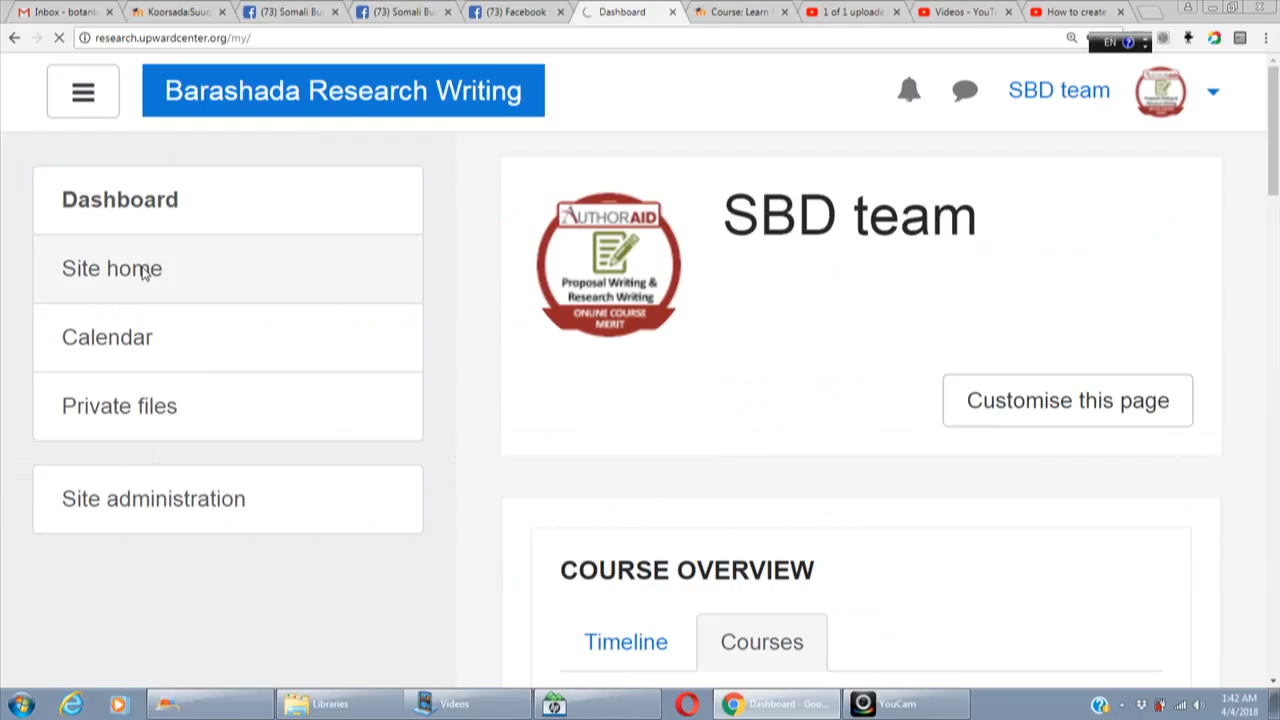 Inbox - botan
Koorsada:Suuq
(73) Somali Bu
(73) Somali Bu
(73) Facebook
Dashboard
Course: Learn
1 of 1 uploade
Videos - YouTu
How to create
research.upwardcenter.org/my/
EN
Barashada Research Writing
SBD team
Dashboard
Site home
Calendar
Private files
Site administration
AUTHORAID
Proposal Writing &
Research Writing
ONLINE COURSE
MERIT
SBD team
Customise this page
COURSE OVERVIEW
Timeline
Courses
Libraries
Videos
Dashboard - Goo...
YouCam
1:42 AM
4/4/2018